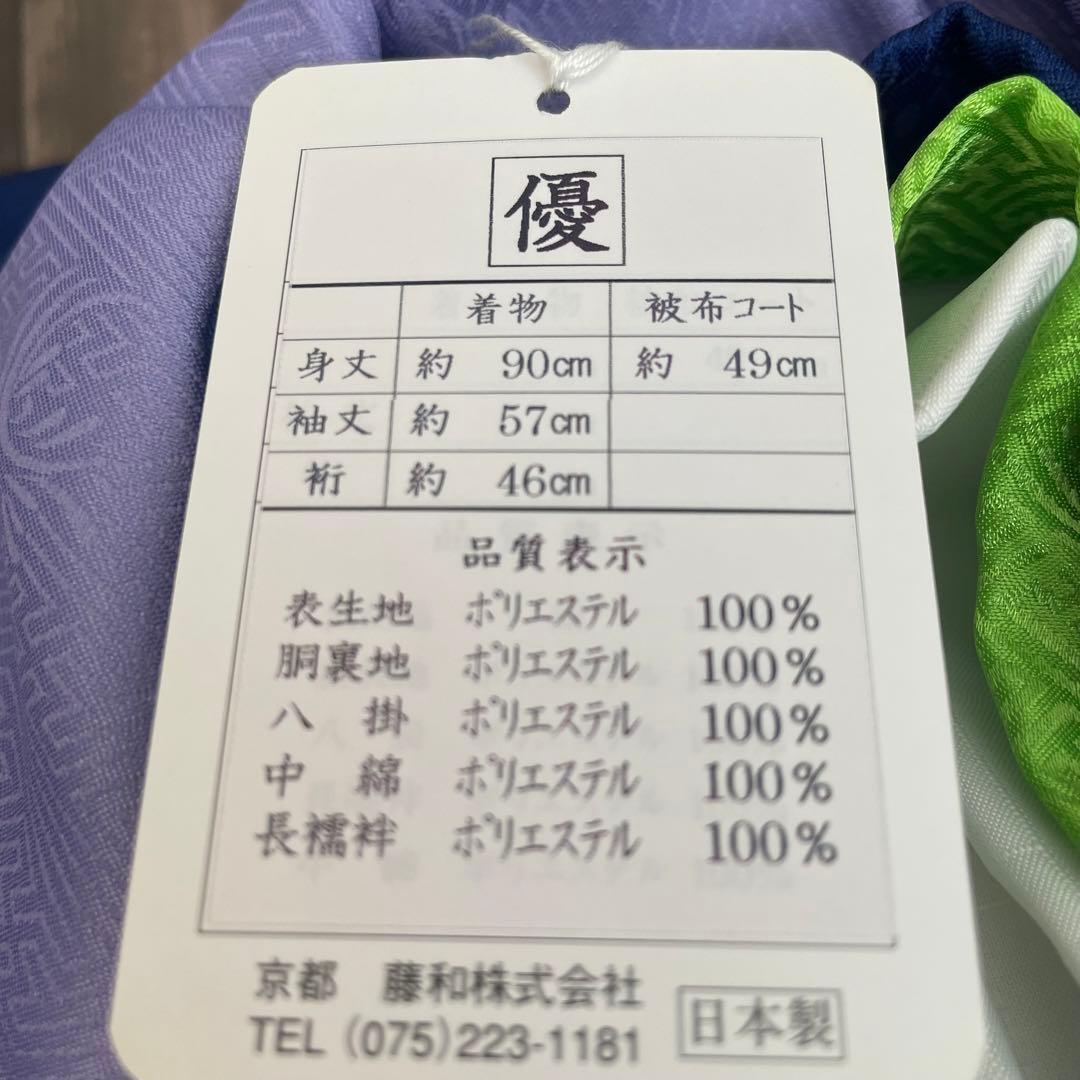 優
着物 被布コート
身丈 約 90cm 約 49cm
袖丈 約 57cm
裄 約 46cm
品質表示
表生地 ポリエステル 100%
胴裏地 ポリエステル 100%
八掛 ポリエステル 100%
中綿 ポリエステル 100%
長襦袢 ポリエステル 100%
京都 藤和株式会社
TEL (075)223-1181 日本製